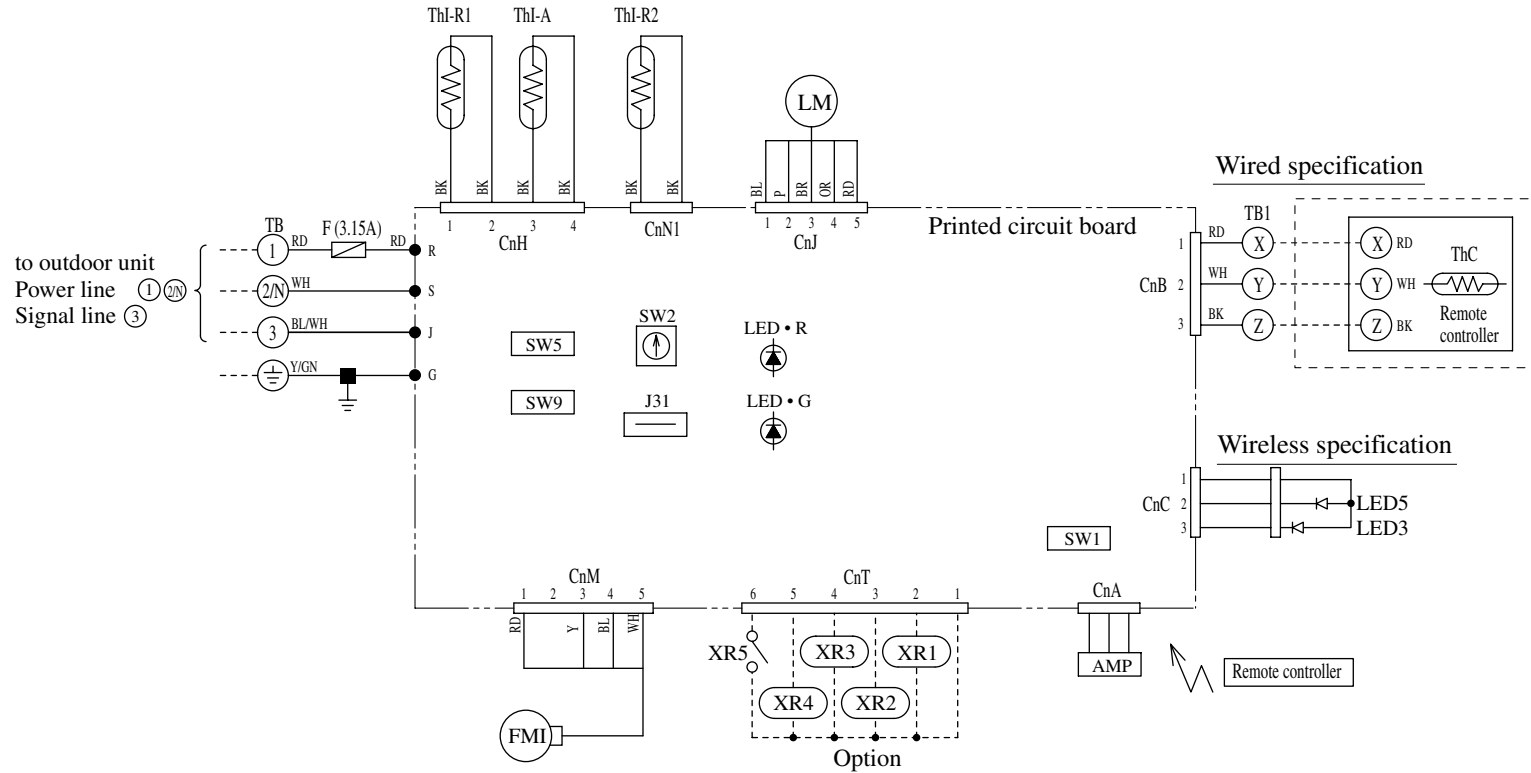 ThI-R1 ThI-A ThI-R2
LM
BK BK BK BK BK BK BL P BR OR RD
1 2 3 4 1 2 3 4 5
CnH CnN1 CnJ
Printed circuit board
TB
1 RD F (3.15A) RD R
2/N WH S
3 BL/WH J
Y/GN G
to outdoor unit
Power line 1 2/N
Signal line 3
SW5
SW9
SW2
J31
LED • R
LED • G
Wired specification
TB1
CnB
1 RD X X RD
2 WH Y Y WH
3 BK Z Z BK
ThC
Remote
controller
Wireless specification
CnC
1
2 LED5
3 LED3
SW1
CnM
1 2 3 4 5
RD Y BL WH
FMI
CnT
6 5 4 3 2 1
XR5 XR3 XR1
XR4 XR2
Option
CnA
AMP
Remote controller